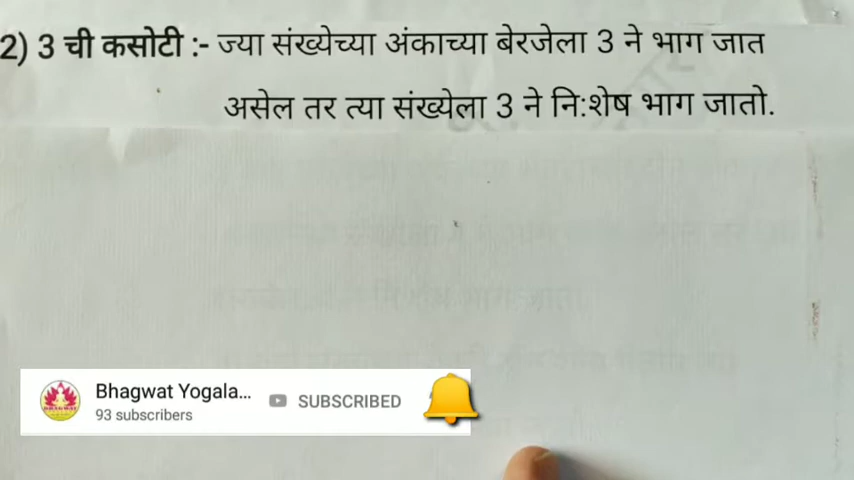 2) 3 ची कसोटी :- ज्या संख्येच्या अंकाच्या बेरजेला 3 ने भाग जात
असेल तर त्या संख्येला 3 ने नि:शेष भाग जातो.
Bhagwat Yogala...
SUBSCRIBED
93 subscribers